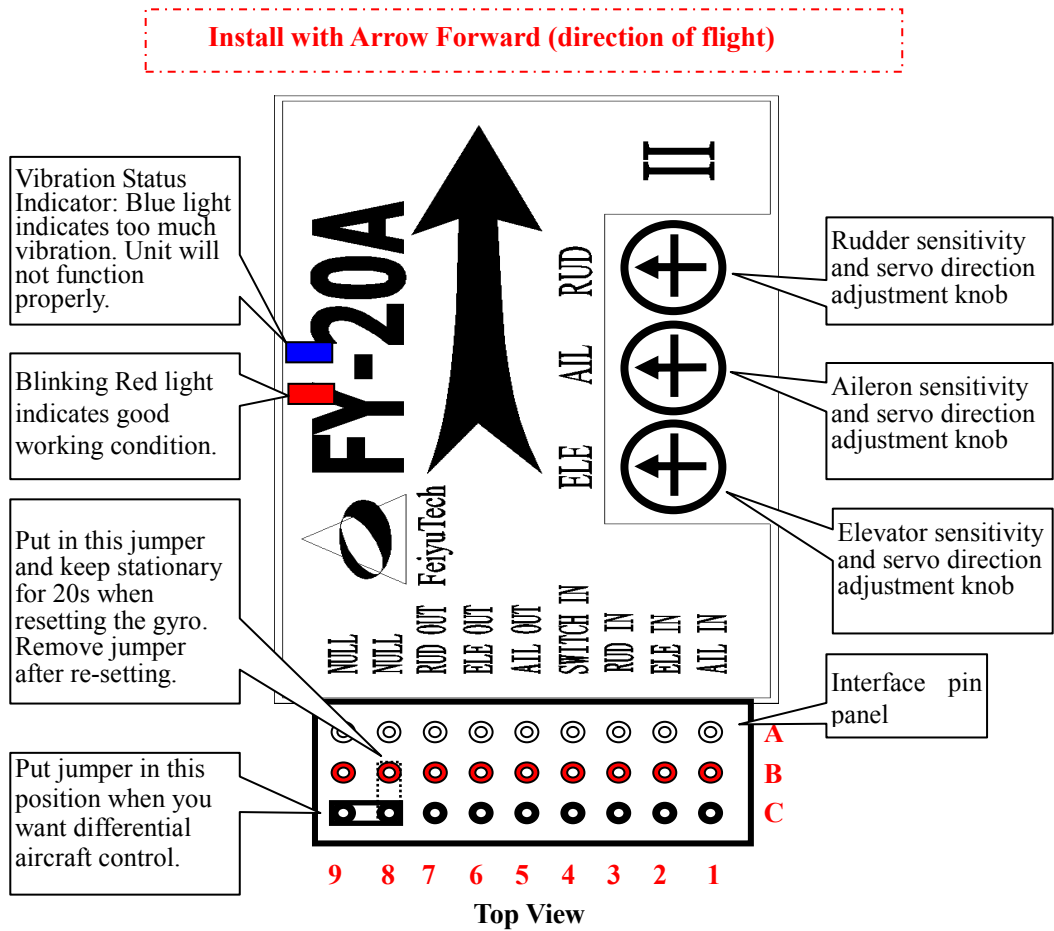 Install with Arrow Forward (direction of flight)
Vibration Status
Indicator: Blue light
indicates too much
vibration. Unit will
not function
properly.
Blinking Red light
indicates good
working condition.
Put in this jumper
and keep stationary
for 20s when
resetting the gyro.
Remove jumper
after re-setting.
Put jumper in this
position when you
want differential
aircraft control.
FY-20A
FeiyuTech
II
RUD
AIL
ELE
Rudder sensitivity
and servo direction
adjustment knob
Aileron sensitivity
and servo direction
adjustment knob
Elevator sensitivity
and servo direction
adjustment knob
Interface pin
panel
NULL
NULL
RUD OUT
ELE OUT
AIL OUT
SWITCH IN
RUD IN
ELE IN
AIL IN
A
B
C
9 8 7 6 5 4 3 2 1
Top View